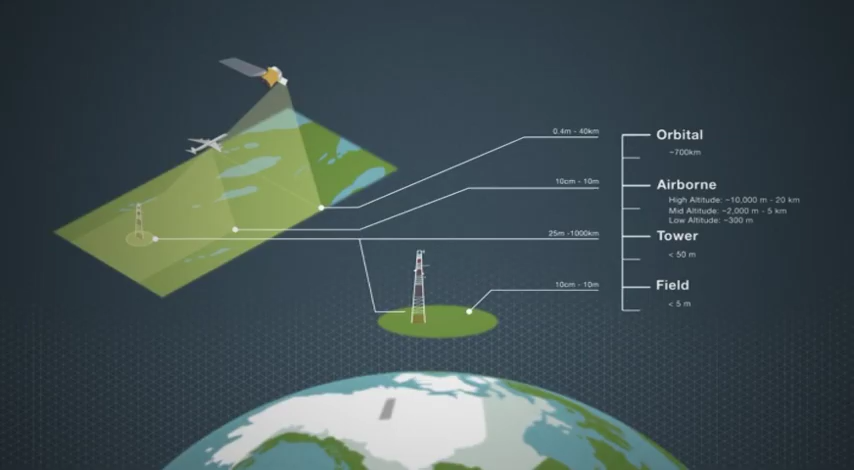 0.4m - 40km
Orbital
~700km
10cm - 10m
Airborne
High Altitude: ~10,000 m - 20 km
Mid Altitude: ~2,000 m - 5 km
Low Altitude: ~300 m
25m -1000km
Tower
< 50 m
10cm - 10m
Field
< 5 m